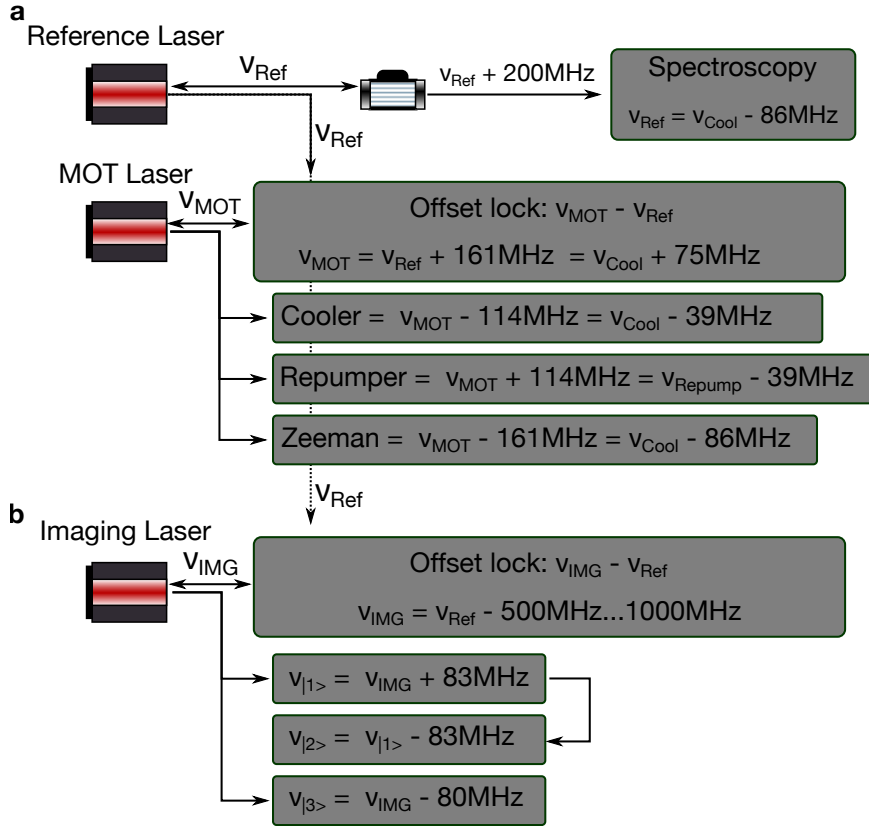 a
Reference Laser
νRef
νRef + 200MHz
Spectroscopy
νRef = νCool - 86MHz
νRef
MOT Laser
νMOT
Offset lock: νMOT - νRef
νMOT = νRef + 161MHz = νCool + 75MHz
Cooler = νMOT - 114MHz = νCool - 39MHz
Repumper = νMOT + 114MHz = νRepump - 39MHz
Zeeman = νMOT - 161MHz = νCool - 86MHz
νRef
b
Imaging Laser
νIMG
Offset lock: νIMG - νRef
νIMG = νRef - 500MHz...1000MHz
ν|1> = νIMG + 83MHz
ν|2> = ν|1> - 83MHz
ν|3> = νIMG - 80MHz